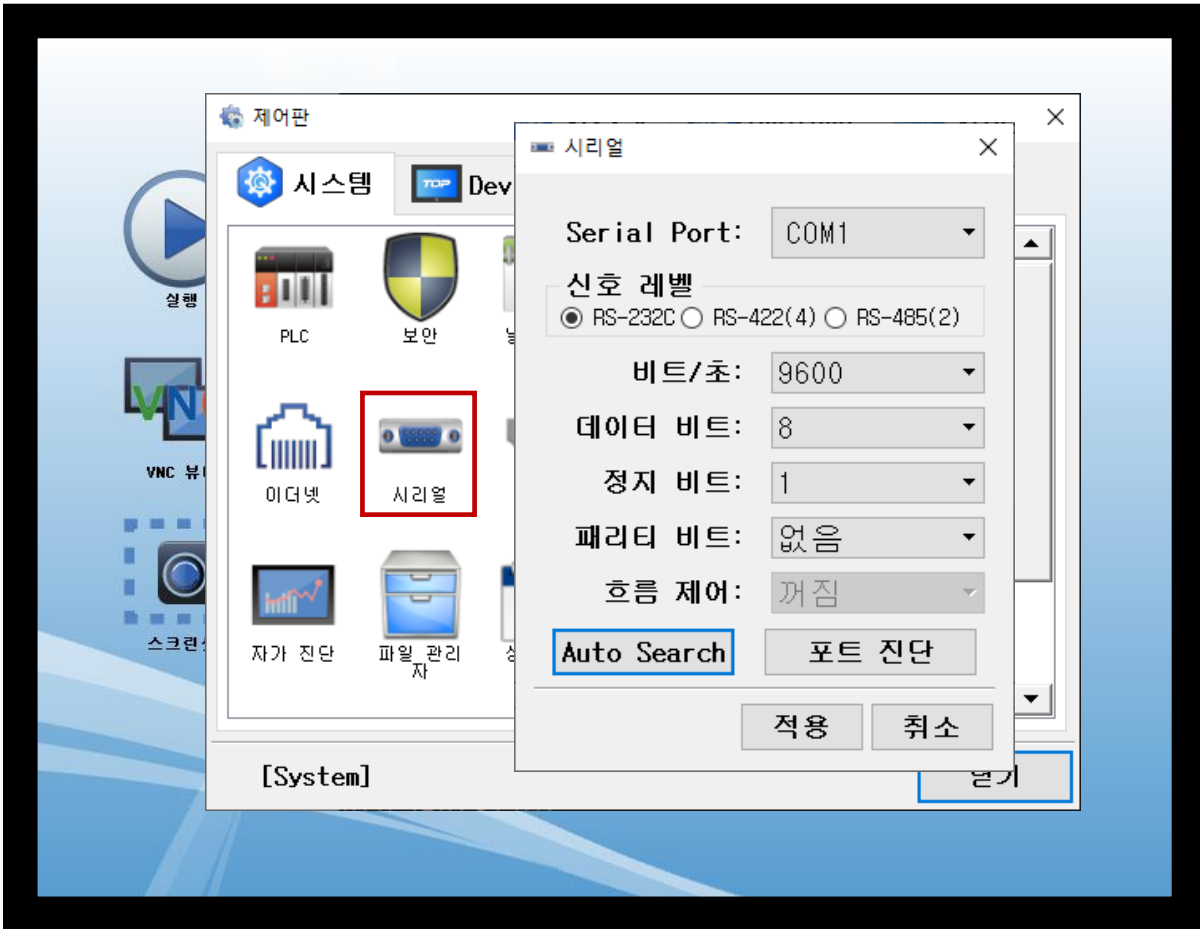 제어판
시리얼
시스템
TOP
Dev
Serial Port:
COM1
신호 레벨
RS-232C
RS-422(4)
RS-485(2)
비트/초:
9600
데이터 비트:
8
정지 비트:
1
패리티 비트:
없음
흐름 제어:
꺼짐
Auto Search
포트 진단
적용
취소
PLC
보안
이더넷
시리얼
자가 진단
파일 관리
자
[System]
닫기
실행
VNC
VNC 뷰
스크린